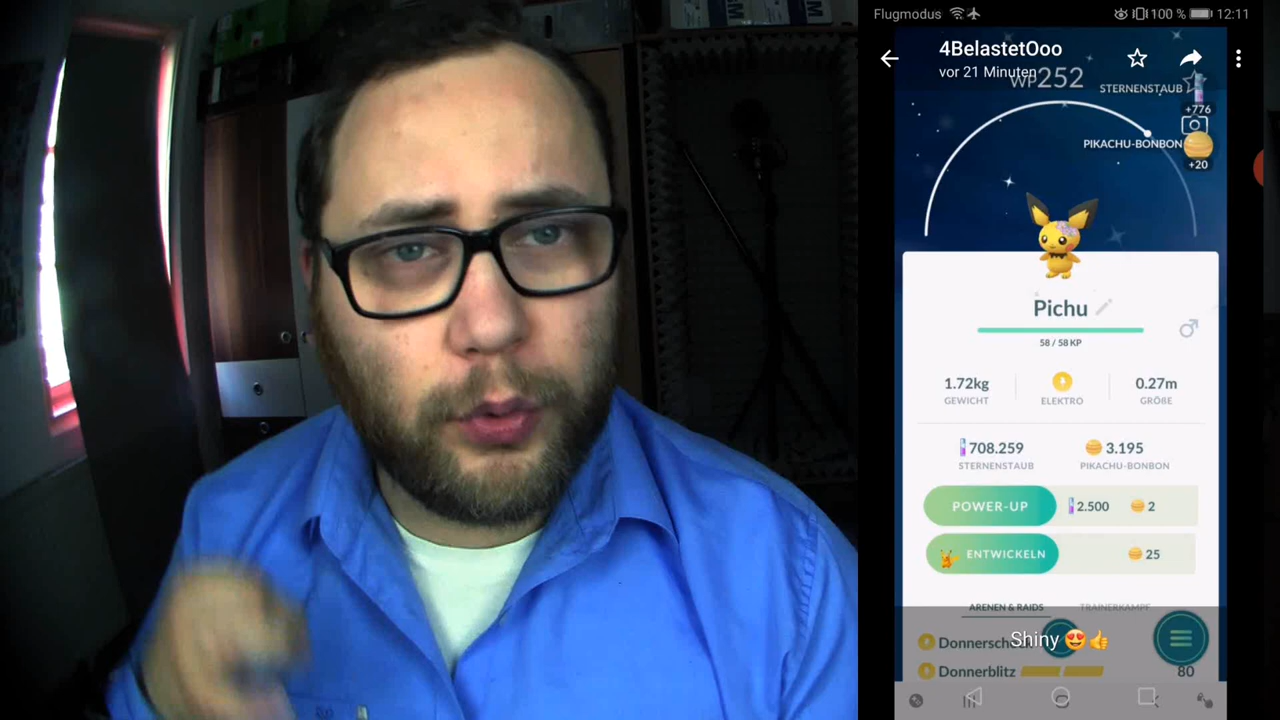 Flugmodus 100 % 12:11
4BelastetOoo
vor 21 Minuten
WP252
STERNENSTAUB
+776
PIKACHU-BONBON
+20
Pichu
58 / 58 KP
1.72kg
GEWICHT
ELEKTRO
0.27m
GRÖßE
708.259
STERNENSTAUB
3.195
PIKACHU-BONBON
POWER-UP 2.500 2
ENTWICKELN 25
ARENEN & RAIDS TRAINERKAMPF
Shiny 😍👍
Donnerblitz 80